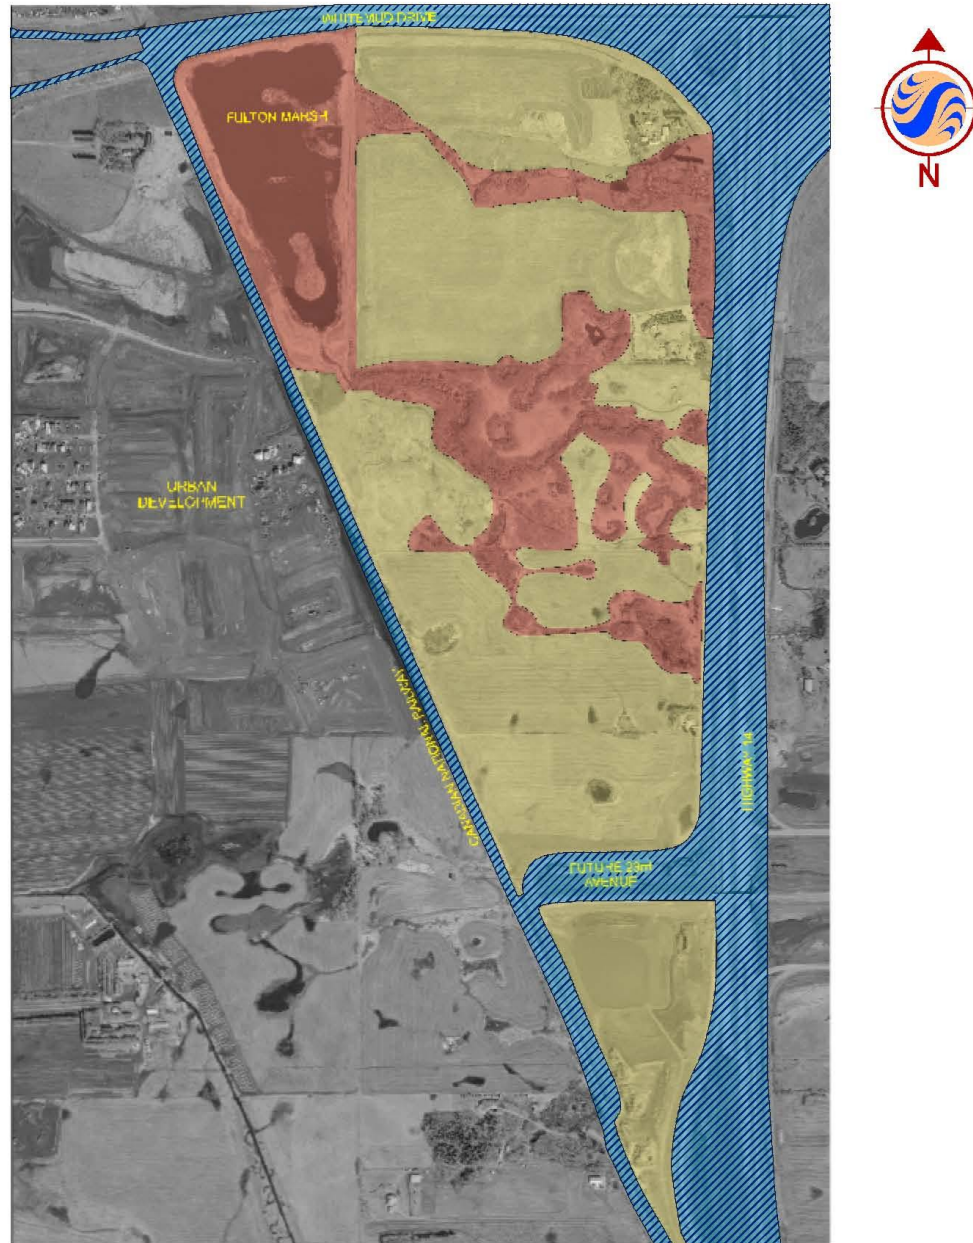 WHITEMUD DRIVE
N
FULTON MARSH
URBAN
DEVELOPMENT
CANADIAN NATIONAL RAILWAY
HIGHWAY 14
FUTURE 23rd
AVENUE